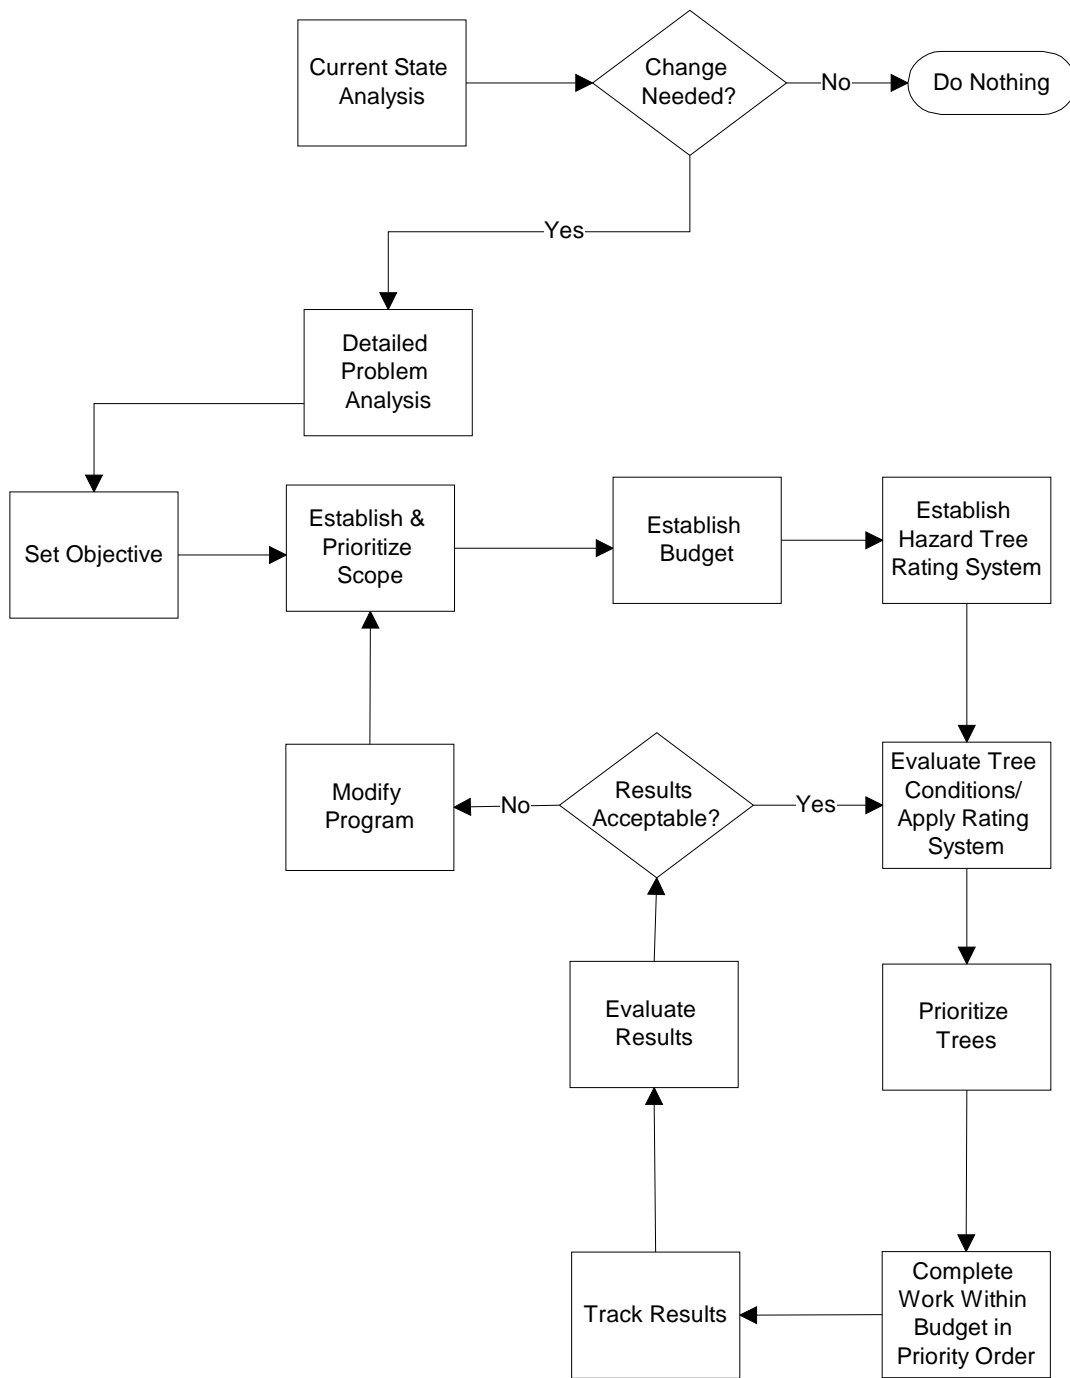 Current State
Analysis
Change
Needed?
No
Do Nothing
Yes
Detailed
Problem
Analysis
Set Objective
Establish &
Prioritize
Scope
Establish
Budget
Establish
Hazard Tree
Rating System
Modify
Program
No
Results
Acceptable?
Yes
Evaluate Tree
Conditions/
Apply Rating
System
Evaluate
Results
Prioritize
Trees
Track Results
Complete
Work Within
Budget in
Priority Order